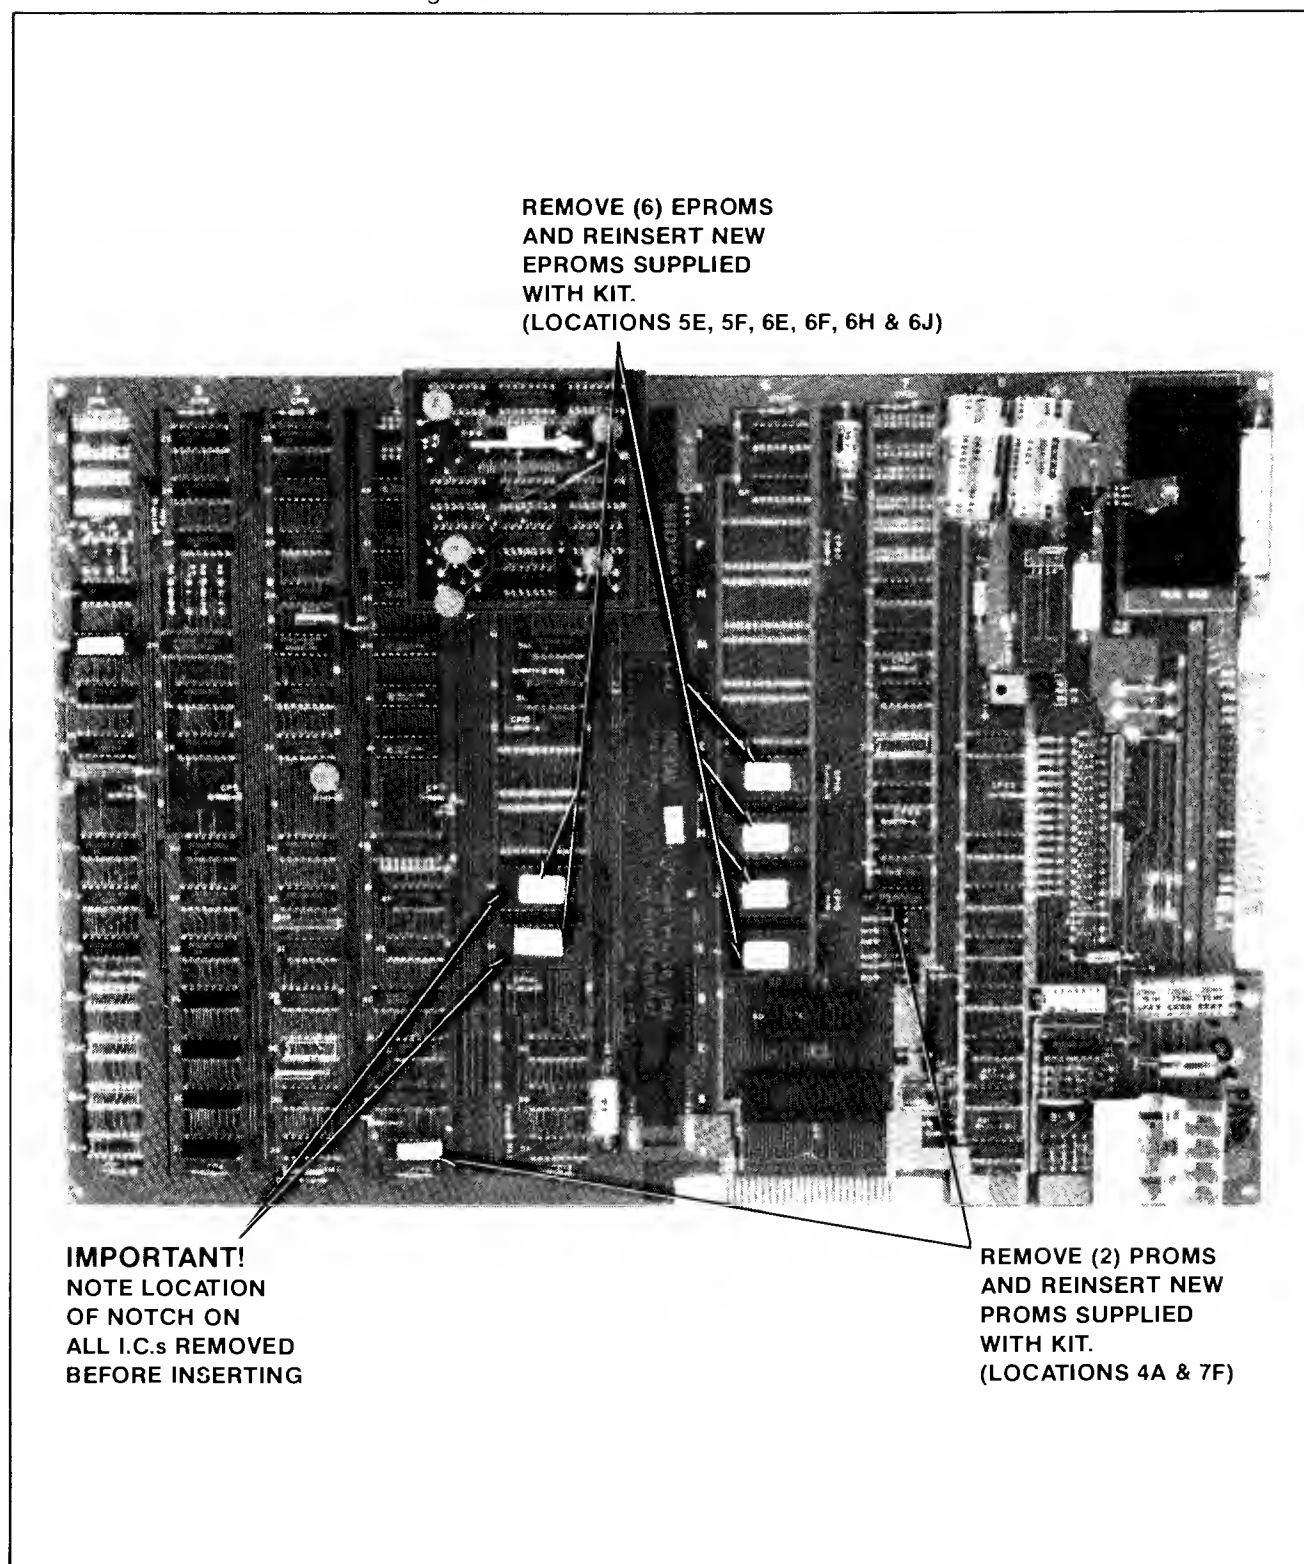 REMOVE (6) EPROMS
AND REINSERT NEW
EPROMS SUPPLIED
WITH KIT.
(LOCATIONS 5E, 5F, 6E, 6F, 6H & 6J)
IMPORTANT!
NOTE LOCATION
OF NOTCH ON
ALL I.C.s REMOVED
BEFORE INSERTING
REMOVE (2) PROMS
AND REINSERT NEW
PROMS SUPPLIED
WITH KIT.
(LOCATIONS 4A & 7F)